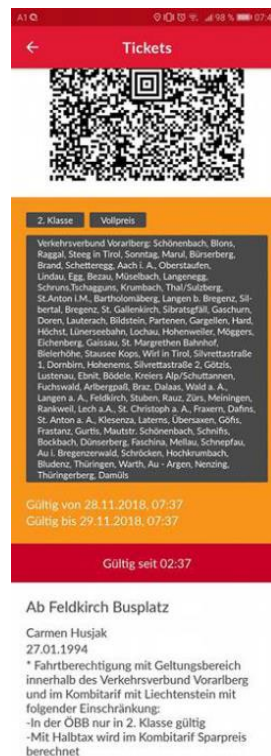 A1
98 %
07:4
Tickets
2. Klasse
Vollpreis
Verkehrsverbund Vorarlberg: Schönenbach, Blons,
Raggal, Steeg in Tirol, Sonntag, Marul, Bürserberg,
Brand, Schetteregg, Aach i. A., Oberstaufen,
Lindau, Egg, Bezau, Müselbach, Langenegg,
Schruns,Tschagguns, Krumbach, Thal/Sulzberg,
St.Anton i.M., Bartholomäberg, Langen b. Bregenz, Sil-
bertal, Bregenz, St. Gallenkirch, Sibratsgfäll, Gaschurn,
Doren, Lauterach, Bildstein, Partenen, Gargellen, Hard,
Höchst, Lünerseebahn, Lochau, Hohenweiler, Möggers,
Eichenberg, Gaissau, St. Margrethen Bahnhof,
Bielerhöhe, Stausee Kops, Wirl in Tirol, Silvrettastraße
1, Dornbirn, Hohenems, Silvrettastraße 2, Götzis,
Lustenau, Ebnit, Bödele, Kreiers Alp/Schuttannen,
Fuchswald, Arlbergpaß, Braz, Dalaas, Wald a. A.,
Langen a. A., Feldkirch, Stuben, Rauz, Zürs, Meiningen,
Rankweil, Lech a.A., St. Christoph a. A., Fraxern, Dafins,
St. Anton a. A., Klesenza, Laterns, Übersaxen, Göfis,
Frastanz, Gurtis, Mautstr. Schönenbach, Schnifis,
Bockbach, Dünserberg, Faschina, Mellau, Schnepfau,
Au i. Bregenzerwald, Schröcken, Hochkrumbach,
Bludenz, Thüringen, Warth, Au - Argen, Nenzing,
Thüringerberg, Damüls
Gültig von 28.11.2018, 07:37
Gültig bis 29.11.2018, 07:37
Gültig seit 02:37
Ab Feldkirch Busplatz
Carmen Husjak
27.01.1994
* Fahrtberechtigung mit Geltungsbereich
innerhalb des Verkehrsverbund Vorarlberg
und im Kombitarif mit Liechtenstein mit
folgender Einschränkung:
-In der ÖBB nur in 2. Klasse gültig
-Mit Halbtax wird im Kombitarif Sparpreis
berechnet